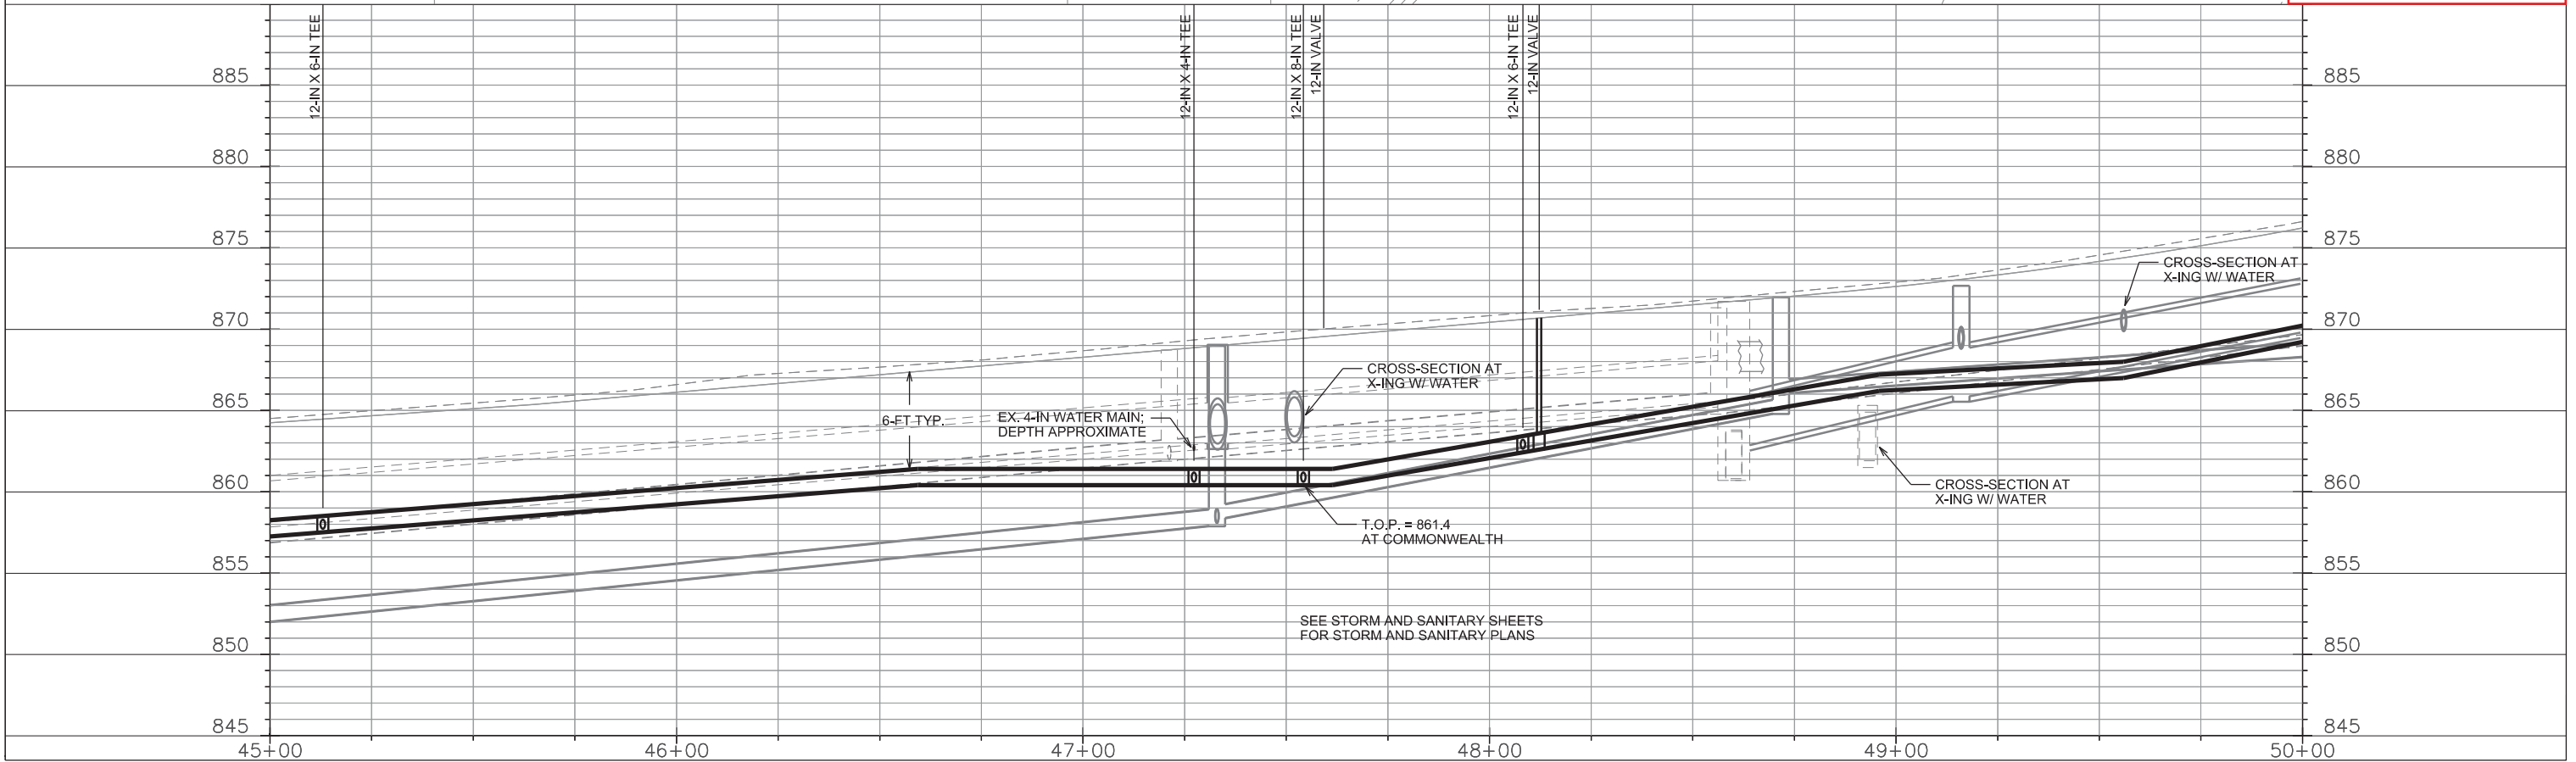 12-IN X 6-IN TEE
12-IN X 4-IN TEE
12-IN X 8-IN TEE
12-IN VALVE
12-IN X 6-IN TEE
12-IN VALVE
885
885
880
880
875
875
CROSS-SECTION AT
X-ING W/ WATER
870
870
CROSS-SECTION AT
X-ING W/ WATER
865
865
6-FT TYP.
EX. 4-IN WATER MAIN;
DEPTH APPROXIMATE
860
860
CROSS-SECTION AT
X-ING W/ WATER
T.O.P. = 861.4
AT COMMONWEALTH
855
855
SEE STORM AND SANITARY SHEETS
FOR STORM AND SANITARY PLANS
850
850
845
845
45+00
46+00
47+00
48+00
49+00
50+00